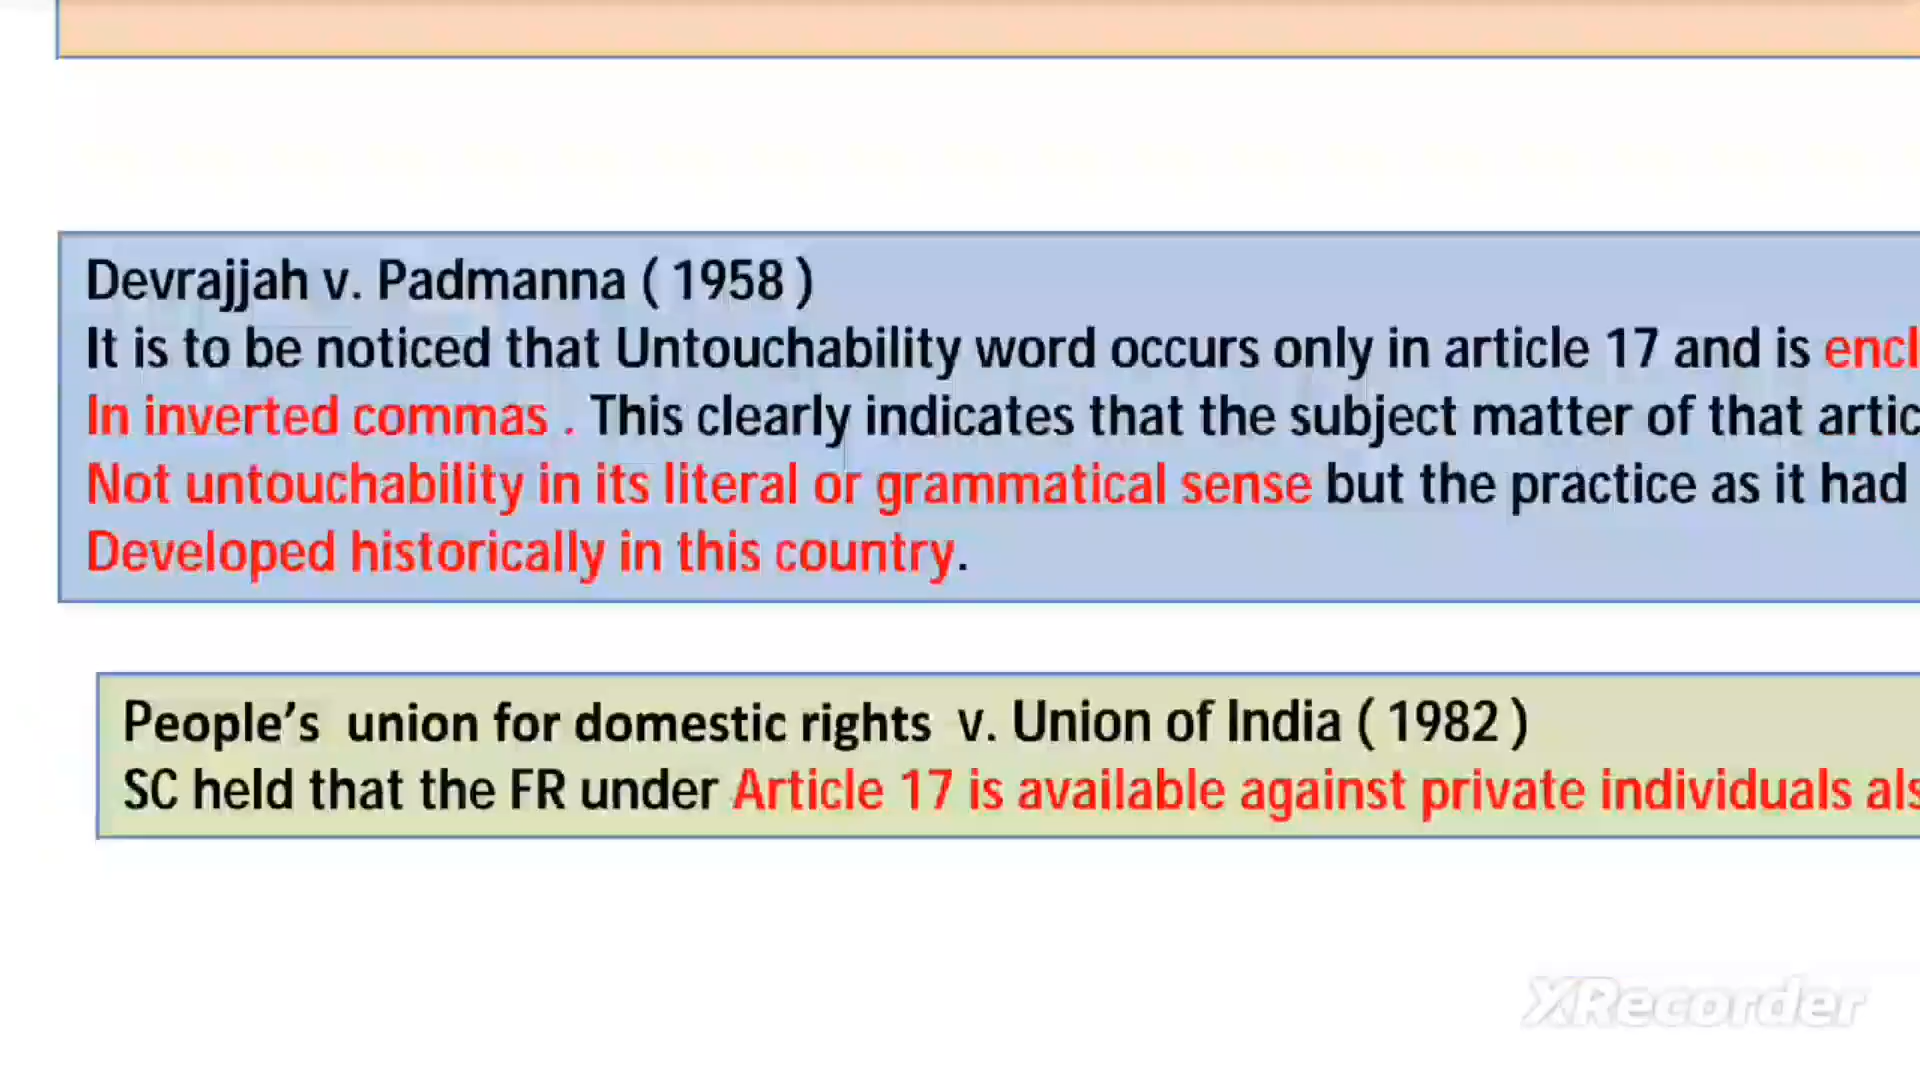 Devrajjah v. Padmanna ( 1958 )
It is to be noticed that Untouchability word occurs only in article 17 and is encl
In inverted commas . This clearly indicates that the subject matter of that artic
Not untouchability in its literal or grammatical sense but the practice as it had
Developed historically in this country.
People’s union for domestic rights v. Union of India ( 1982 )
SC held that the FR under Article 17 is available against private individuals als
XRecorder